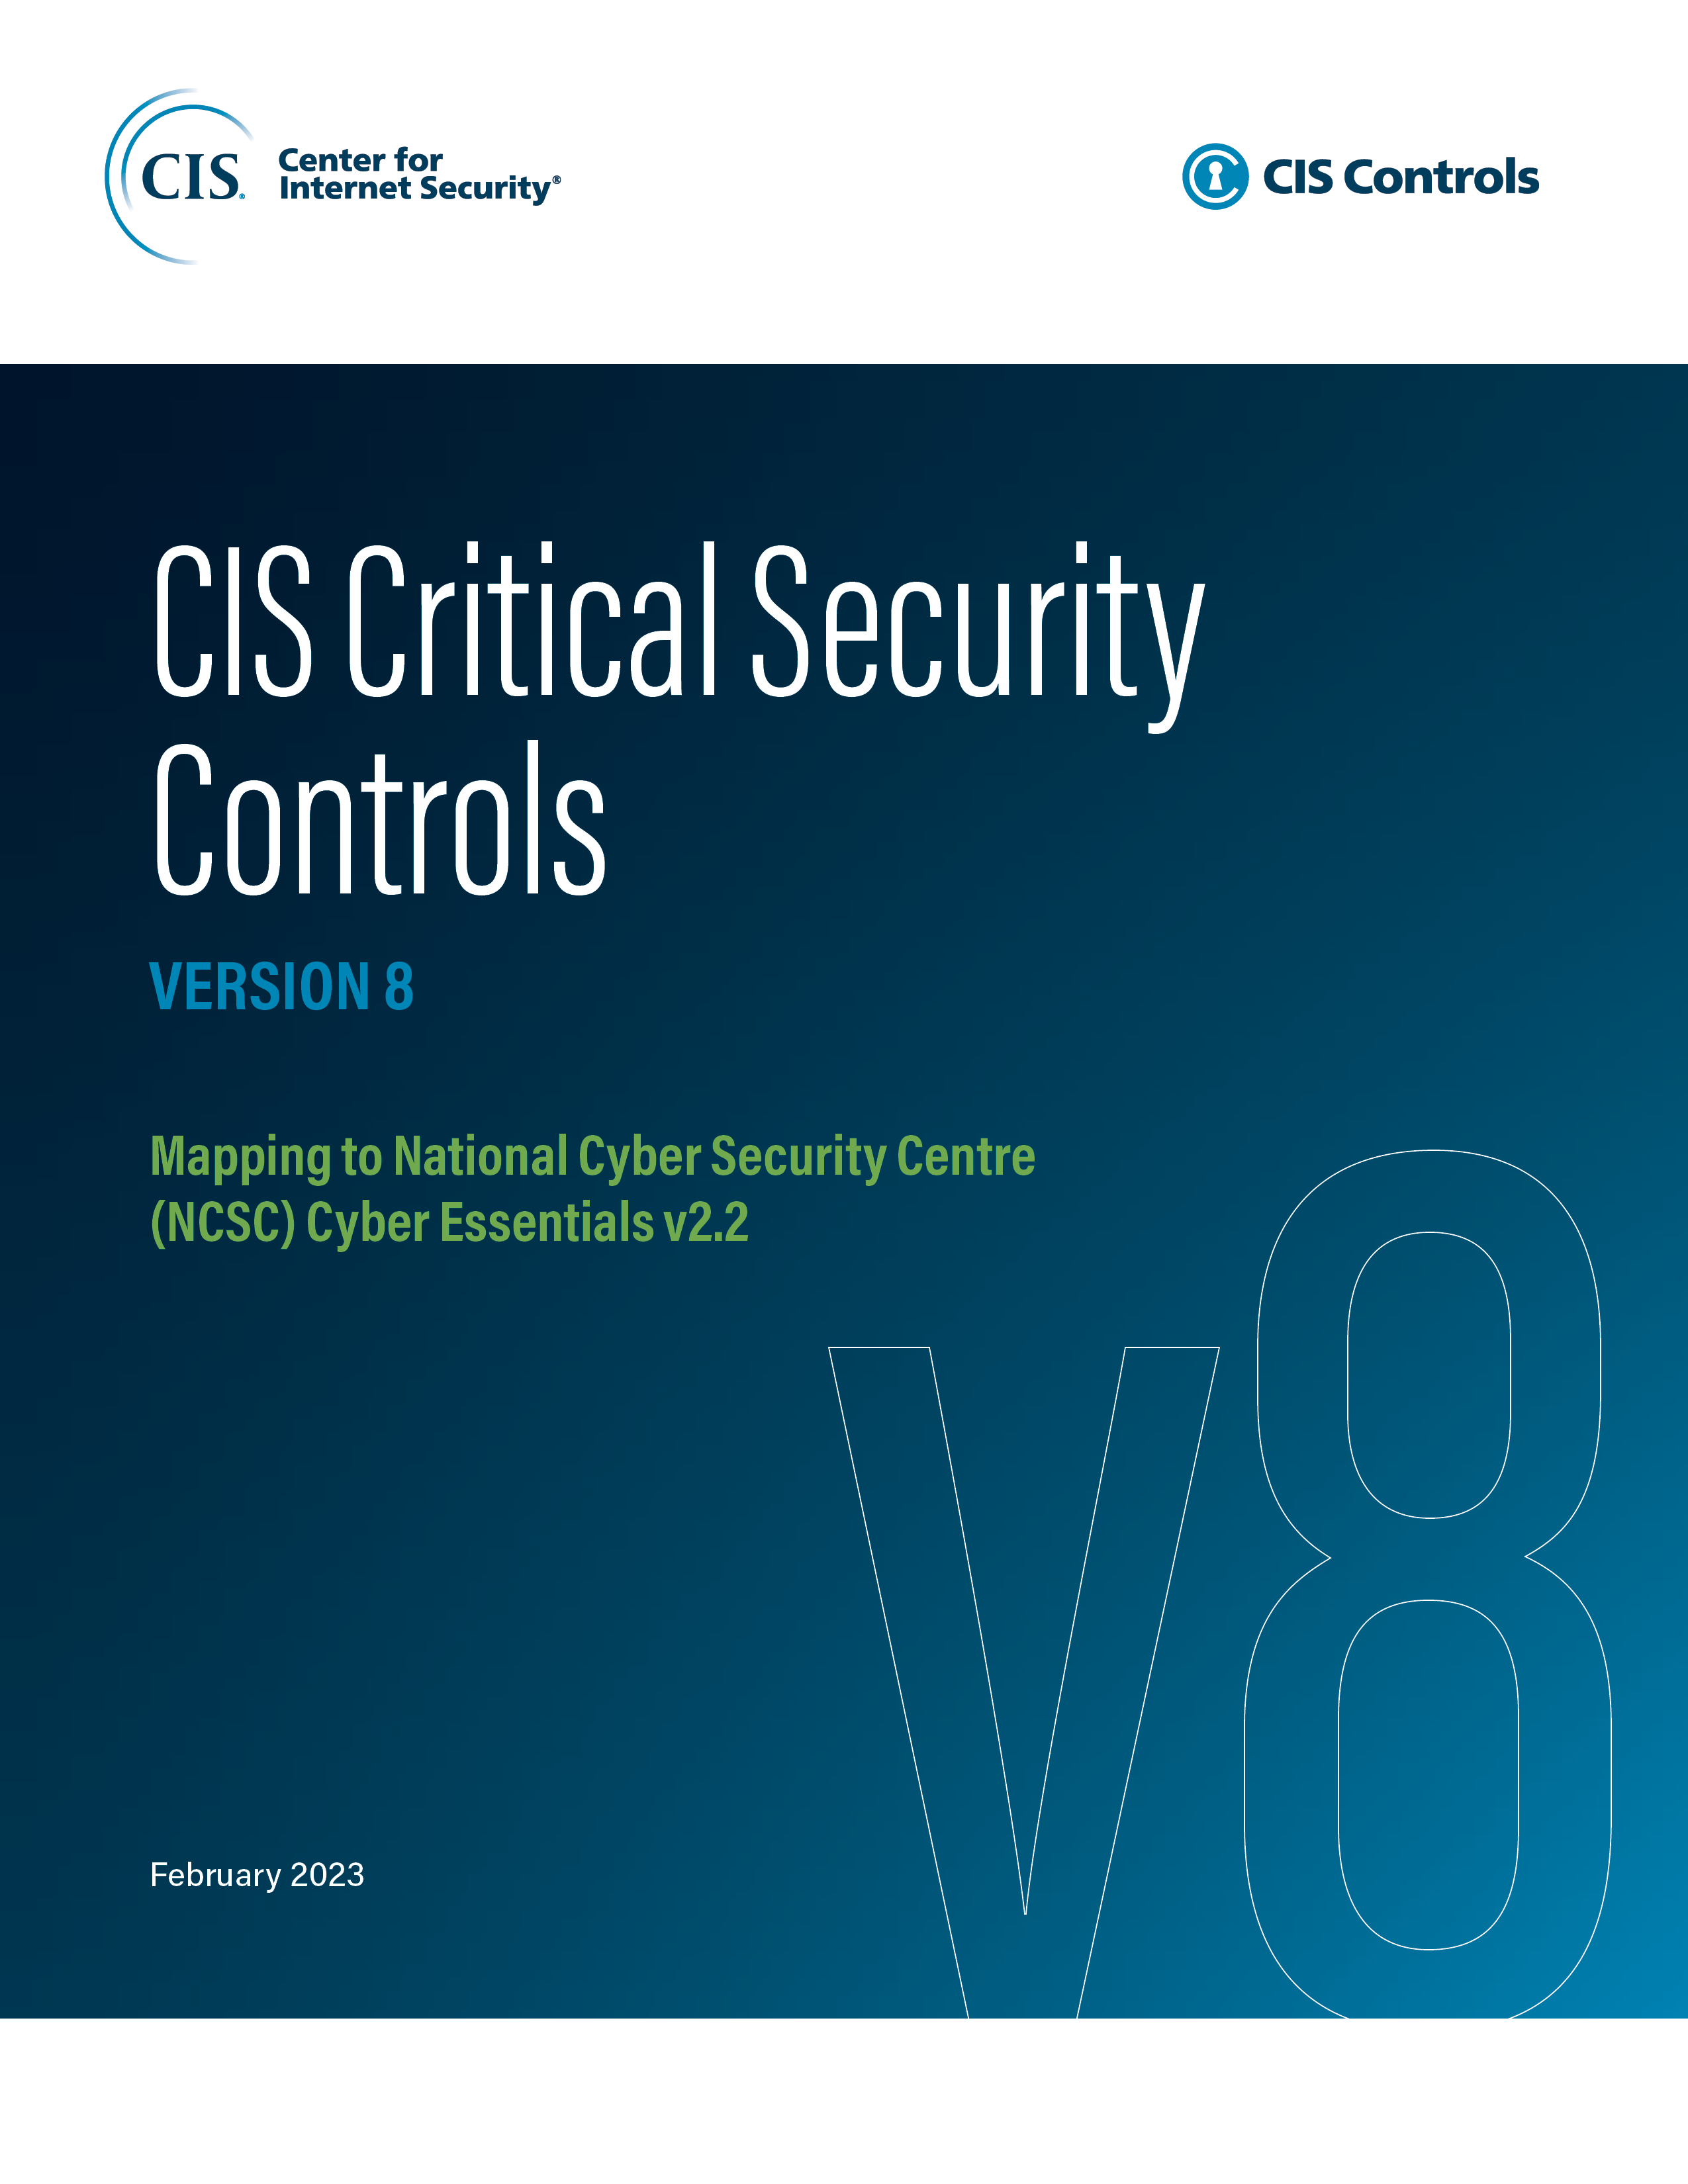 CIS®
Center for
Internet Security®
CIS Controls
CIS Critical Security
Controls
VERSION 8
Mapping to National Cyber Security Centre
(NCSC) Cyber Essentials v2.2
v8
February 2023